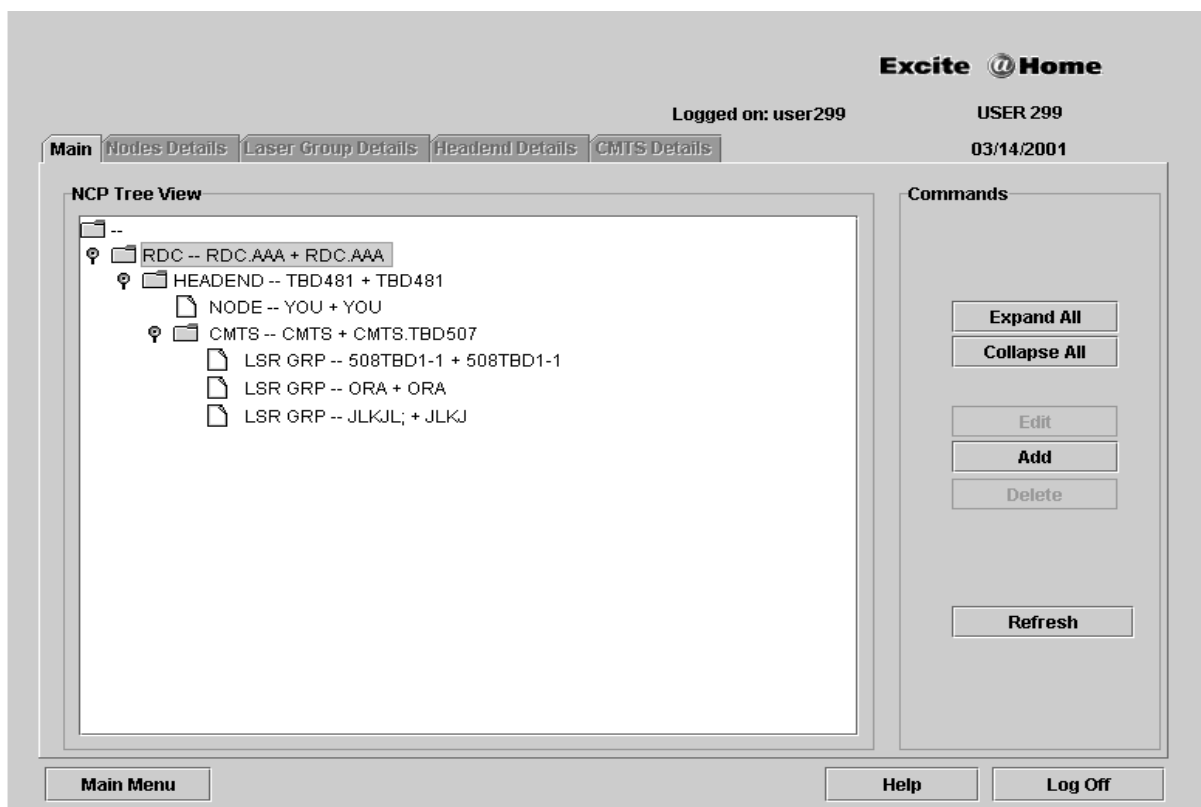 Excite @Home
Logged on: user299 USER 299
Main Nodes Details Laser Group Details Headend Details CMTS Details 03/14/2001
NCP Tree View
--
RDC -- RDC.AAA + RDC.AAA
HEADEND -- TBD481 + TBD481
NODE -- YOU + YOU
CMTS -- CMTS + CMTS.TBD507
LSR GRP -- 508TBD1-1 + 508TBD1-1
LSR GRP -- ORA + ORA
LSR GRP -- JLKJL; + JLKJ
Commands
Expand All
Collapse All
Edit
Add
Delete
Refresh
Main Menu Help Log Off